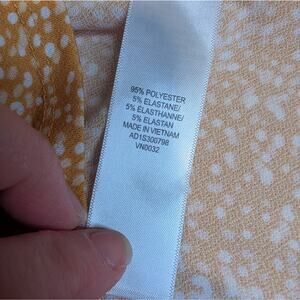 95% POLYESTER
5% ELASTANE/
5% ELASTHANNE/
5% ELASTAN
MADE IN VIETNAM
AD1S300798
VN0032